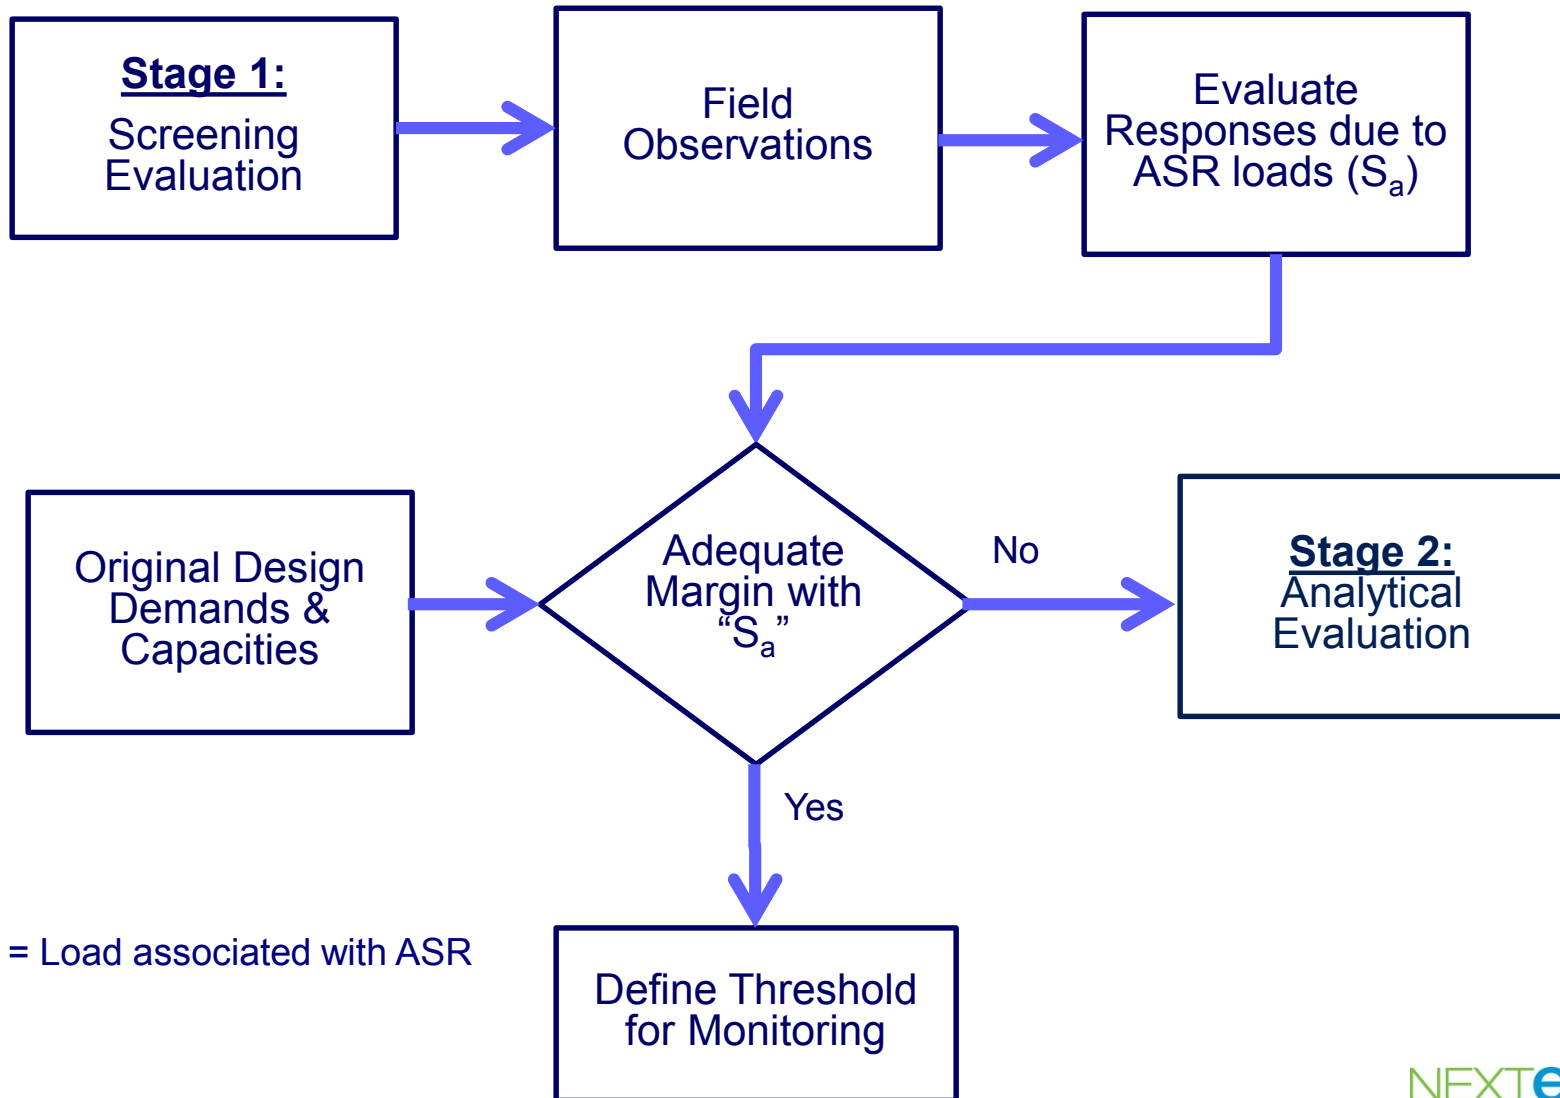 Stage 1:
Screening
Evaluation
Field
Observations
Evaluate
Responses due to
ASR loads (Sₐ)
Original Design
Demands &
Capacities
Adequate
Margin with
“Sₐ”
No
Stage 2:
Analytical
Evaluation
Yes
= Load associated with ASR
Define Threshold
for Monitoring
NEXTe